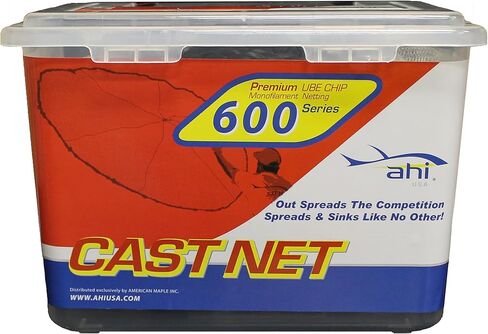 Premium UBE CHIP
Monofilament Netting
600 Series
ahi®
USA
Out Spreads The Competition
Spreads & Sinks Like No Other!
CAST NET
Distributed exclusively by AMERICAN MAPLE INC.
WWW.AHIUSA.COM